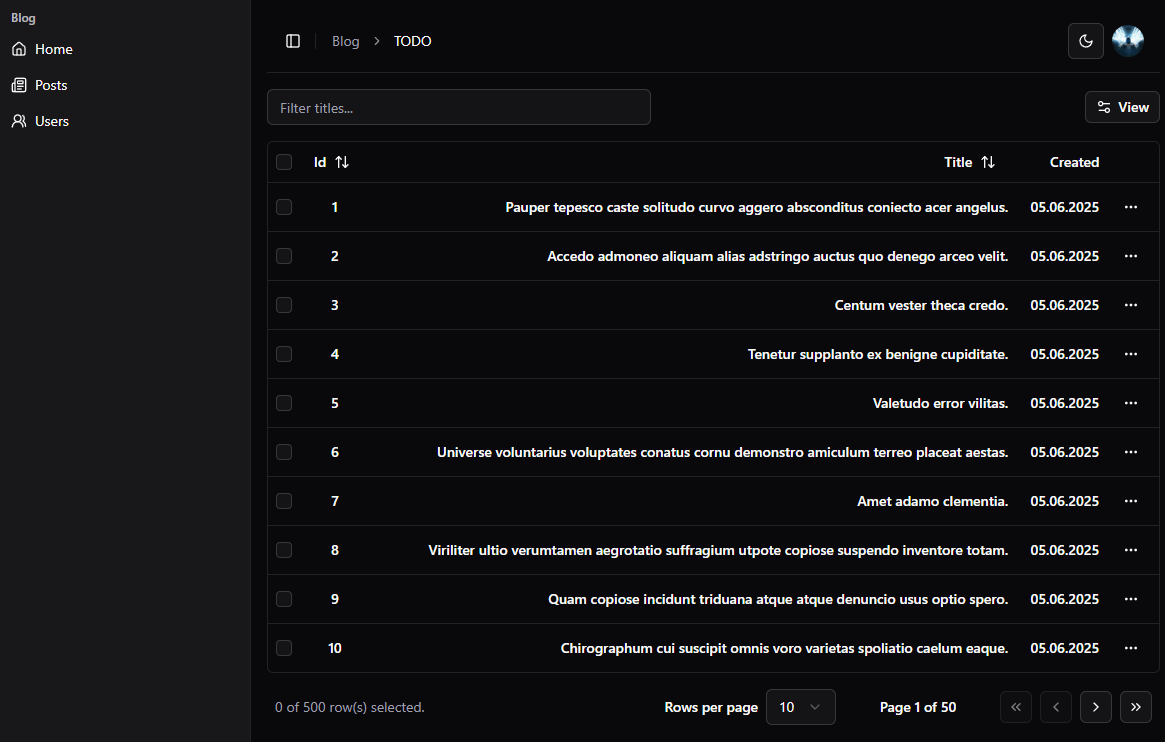 Blog
Home
Posts
Users
Blog > TODO
Filter titles...
View
Id Title Created
1 Pauper tepesco caste solitudo curvo aggero absconditus coniecto acer angelus. 05.06.2025
2 Accedo admoneo aliquam alias adstringo auctus quo denego arceo velit. 05.06.2025
3 Centum vester theca credo. 05.06.2025
4 Tenetur supplanto ex benigne cupiditate. 05.06.2025
5 Valetudo error vilitas. 05.06.2025
6 Universe voluntarius voluptates conatus cornu demonstro amiculum terreo placeat aestas. 05.06.2025
7 Amet adamo clementia. 05.06.2025
8 Viriliter ultio verumtamen aegrotatio suffragium utpote copiose suspendo inventore totam. 05.06.2025
9 Quam copiose incidunt triduana atque atque denuncio usus optio spero. 05.06.2025
10 Chirographum cui suscipit omnis voro varietas spoliatio caelum eaque. 05.06.2025
0 of 500 row(s) selected. Rows per page 10 Page 1 of 50